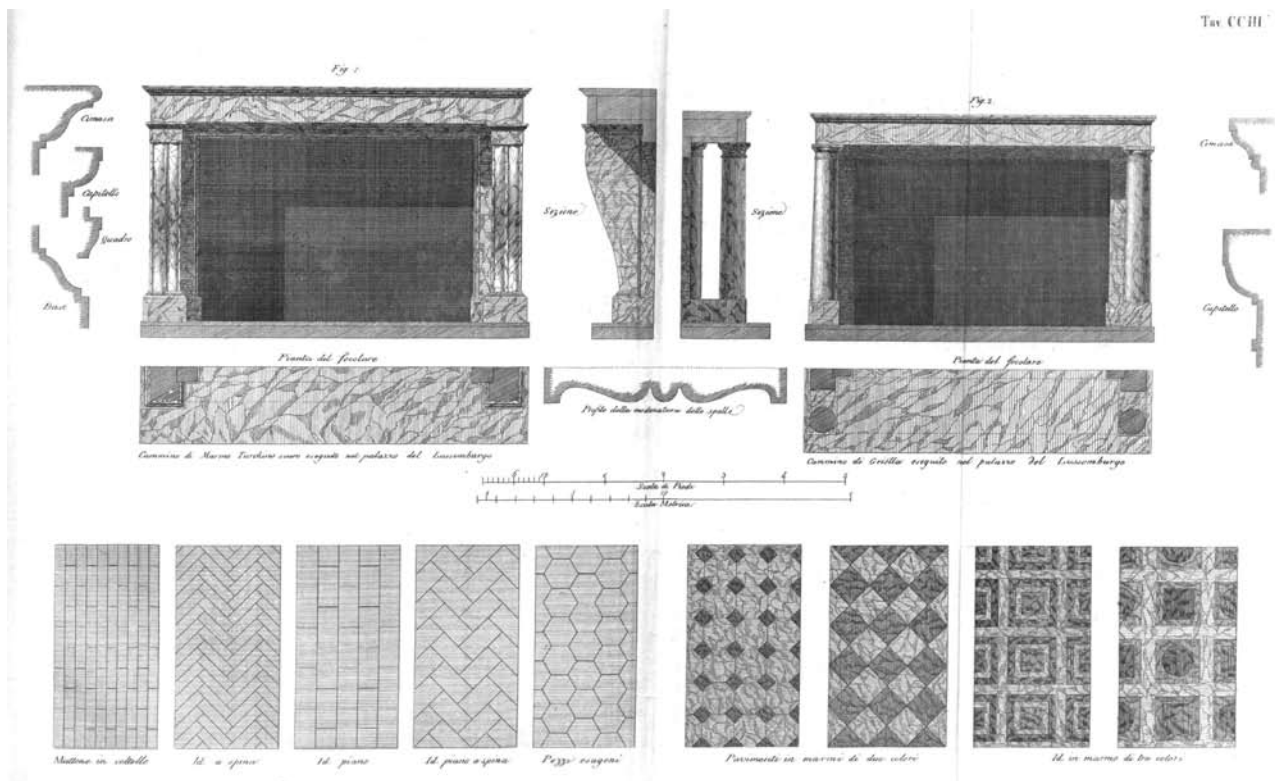 Tav. CCIII
Fig. 1
Fig. 2
Cimasa
Capitello
Quadro
Base
Sezione
Sezione
Cimasa
Capitello
Pianta del focolare
Pianta del focolare
Profilo della modanatura delle spalle
Cammino di Marmo Turchino scuro eseguito nel palazzo del Lussemburgo
Cammino di Griotta eseguito nel palazzo del Lussemburgo
Scala di Piedi
Scala Metrica
Mattone in coltello
Id. a spina
Id. piano
Id. piano a spina
Pezzi esagoni
Pavimento in marmi di due colori
Id. in marmo di tre colori